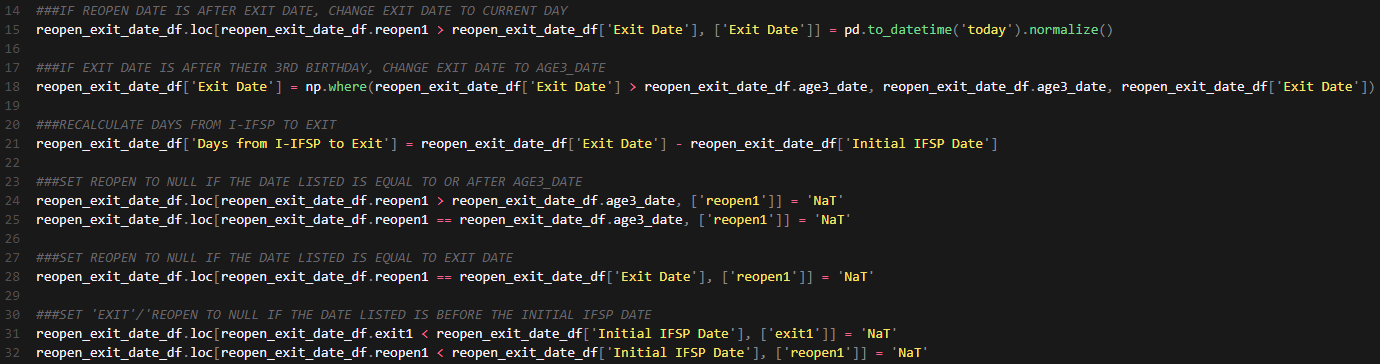 14 ###IF REOPEN DATE IS AFTER EXIT DATE, CHANGE EXIT DATE TO CURRENT DAY
15 reopen_exit_date_df.loc[reopen_exit_date_df.reopen1 > reopen_exit_date_df['Exit Date'], ['Exit Date']] = pd.to_datetime('today').normalize()
16
17 ###IF EXIT DATE IS AFTER THEIR 3RD BIRTHDAY, CHANGE EXIT DATE TO AGE3_DATE
18 reopen_exit_date_df['Exit Date'] = np.where(reopen_exit_date_df['Exit Date'] > reopen_exit_date_df.age3_date, reopen_exit_date_df.age3_date, reopen_exit_date_df['Exit Date'])
19
20 ###RECALCULATE DAYS FROM I-IFSP TO EXIT
21 reopen_exit_date_df['Days from I-IFSP to Exit'] = reopen_exit_date_df['Exit Date'] - reopen_exit_date_df['Initial IFSP Date']
22
23 ###SET REOPEN TO NULL IF THE DATE LISTED IS EQUAL TO OR AFTER AGE3_DATE
24 reopen_exit_date_df.loc[reopen_exit_date_df.reopen1 > reopen_exit_date_df.age3_date, ['reopen1']] = 'NaT'
25 reopen_exit_date_df.loc[reopen_exit_date_df.reopen1 == reopen_exit_date_df.age3_date, ['reopen1']] = 'NaT'
26
27 ###SET REOPEN TO NULL IF THE DATE LISTED IS EQUAL TO EXIT DATE
28 reopen_exit_date_df.loc[reopen_exit_date_df.reopen1 == reopen_exit_date_df['Exit Date'], ['reopen1']] = 'NaT'
29
30 ###SET 'EXIT'/'REOPEN TO NULL IF THE DATE LISTED IS BEFORE THE INITIAL IFSP DATE
31 reopen_exit_date_df.loc[reopen_exit_date_df.exit1 < reopen_exit_date_df['Initial IFSP Date'], ['exit1']] = 'NaT'
32 reopen_exit_date_df.loc[reopen_exit_date_df.reopen1 < reopen_exit_date_df['Initial IFSP Date'], ['reopen1']] = 'NaT'